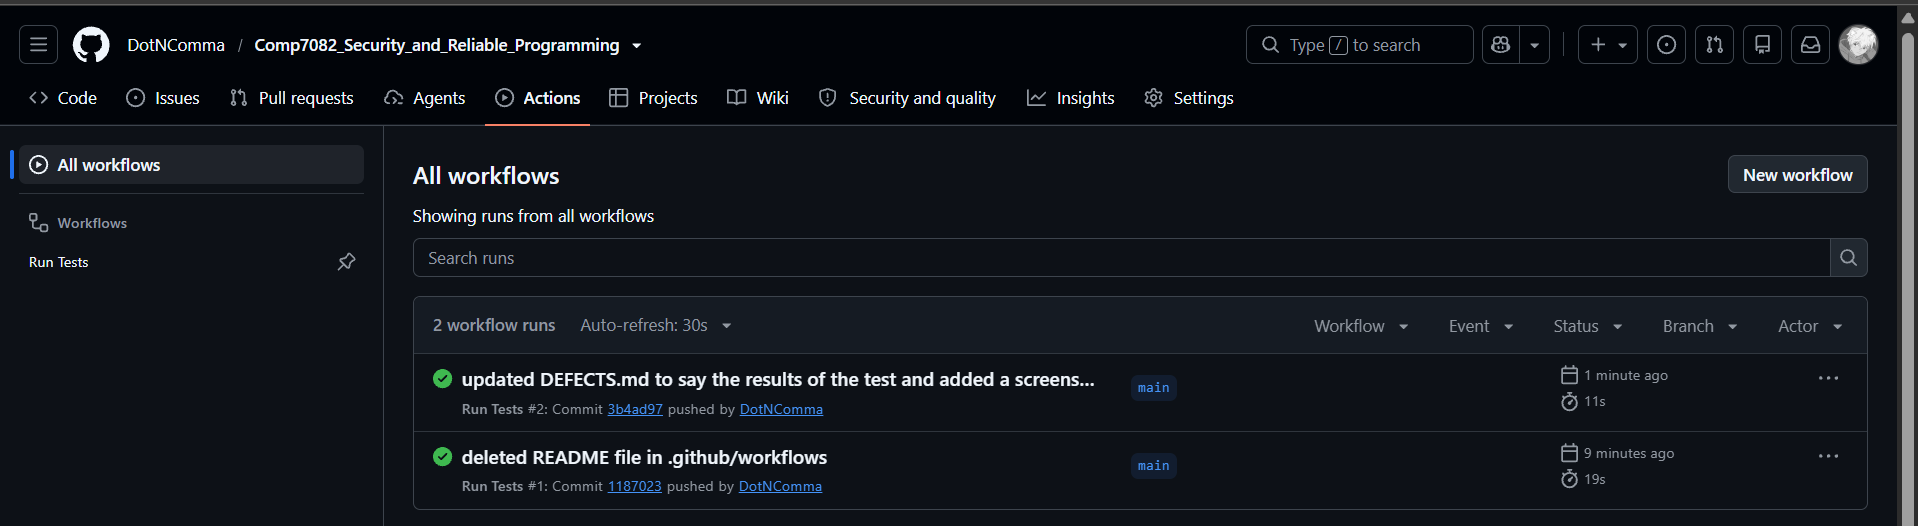 DotNComma / Comp7082_Security_and_Reliable_Programming
Type / to search
Code Issues Pull requests Agents Actions Projects Wiki Security and quality Insights Settings
All workflows
Workflows
Run Tests
All workflows
New workflow
Showing runs from all workflows
Search runs
2 workflow runs Auto-refresh: 30s Workflow Event Status Branch Actor
updated DEFECTS.md to say the results of the test and added a screens... main 1 minute ago
Run Tests #2: Commit 3b4ad97 pushed by DotNComma 11s
deleted README file in .github/workflows main 9 minutes ago
Run Tests #1: Commit 1187023 pushed by DotNComma 19s